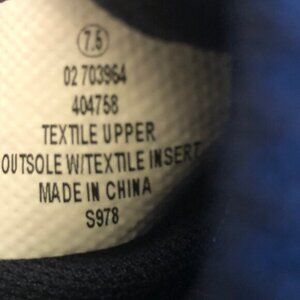 7.5
02 703964
404758
TEXTILE UPPER
OUTSOLE W/TEXTILE INSERT
MADE IN CHINA
S978